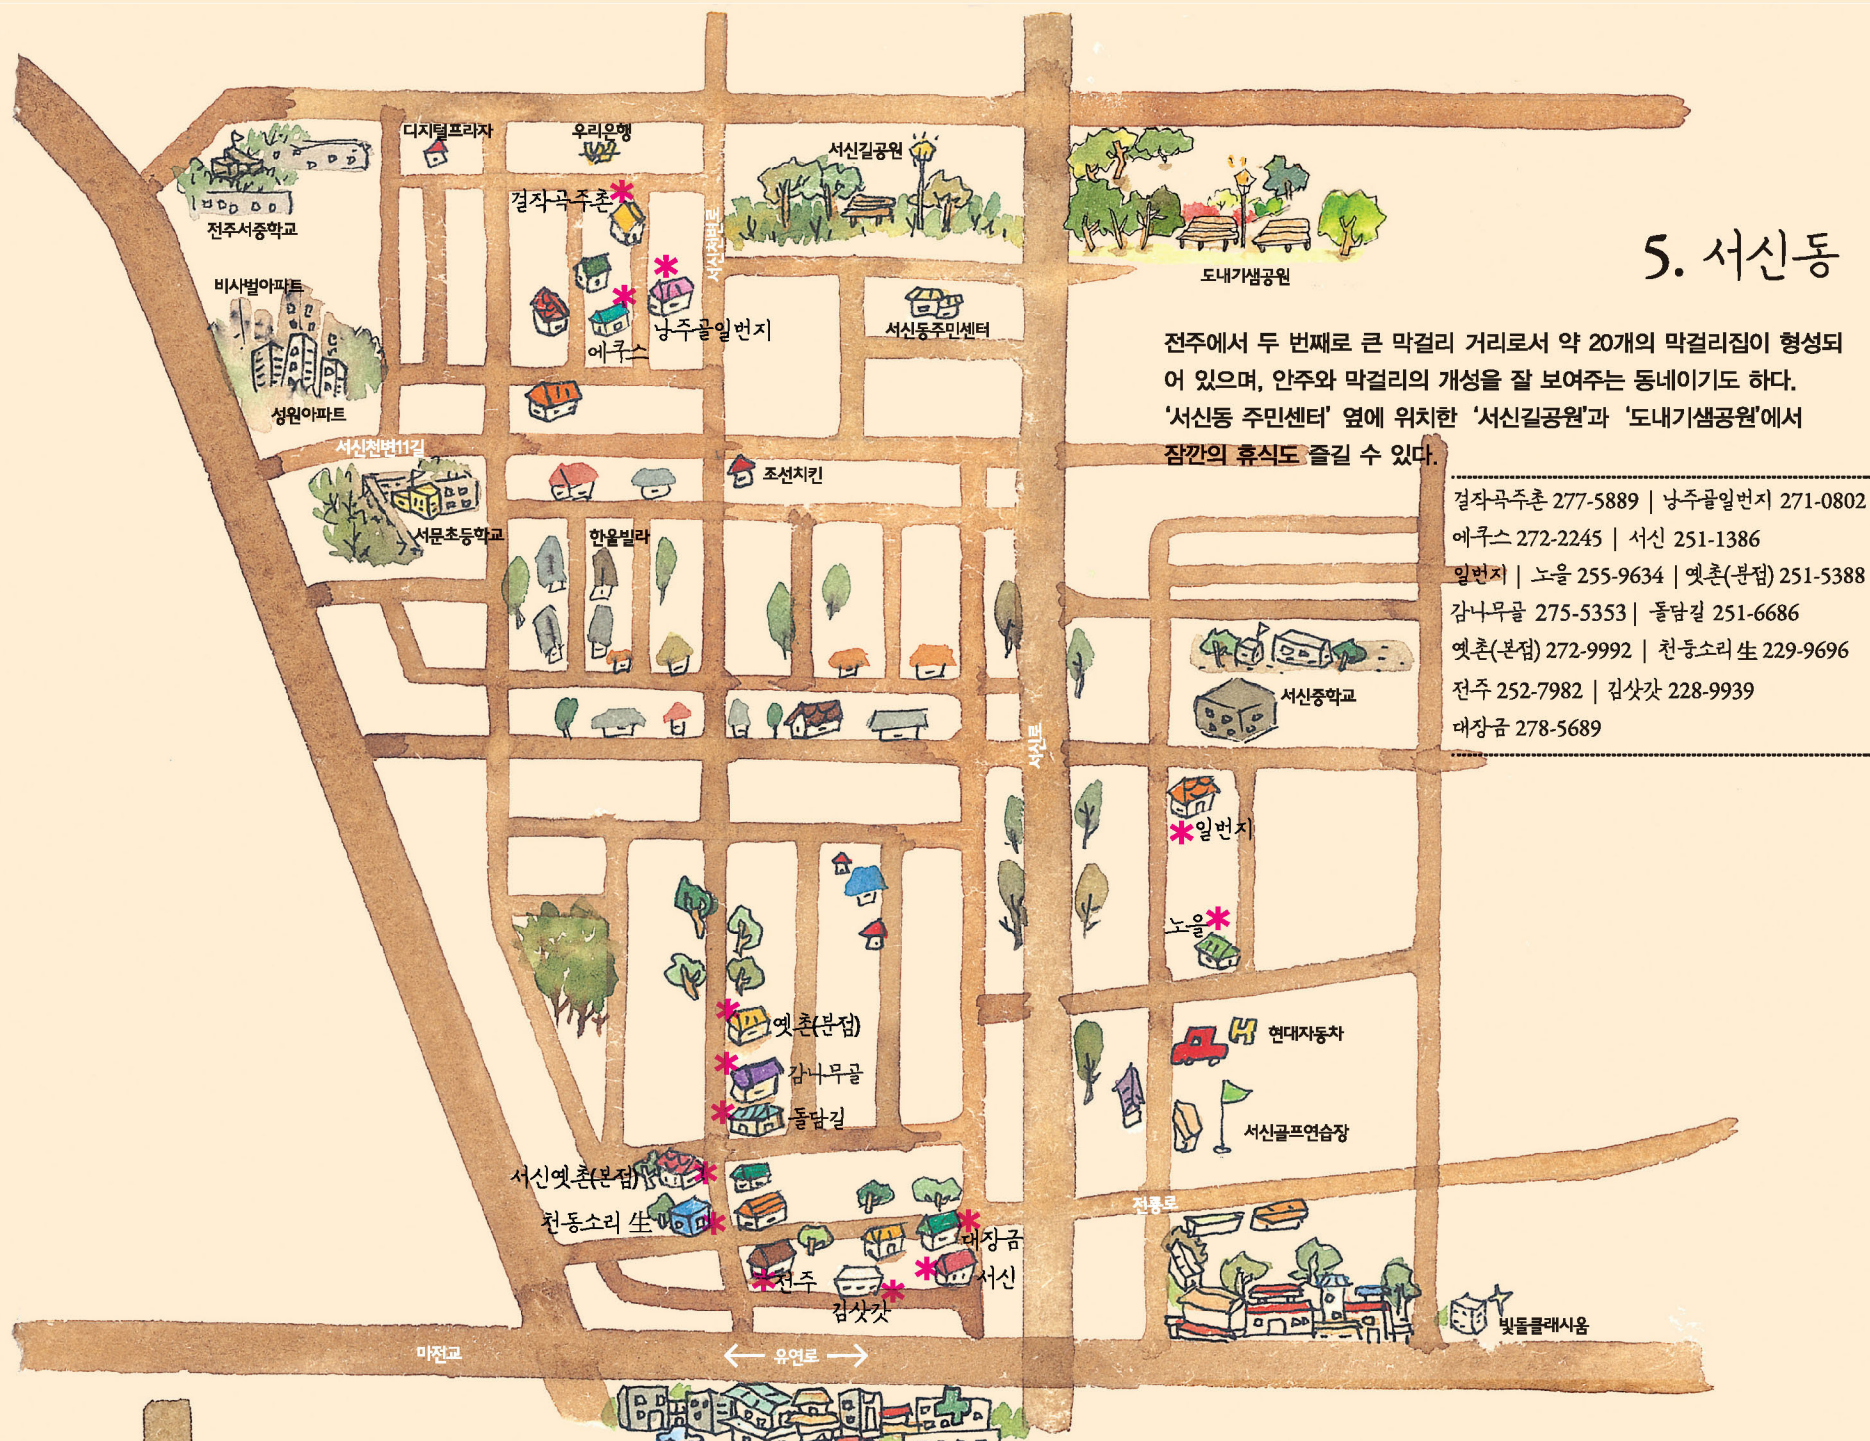 디지털프라자
우리은행
서신길공원
걸작곡주촌
전주서중학교
서신천변로
5. 서신동
도내기샘공원
비사벌아파트
낭주골일번지
서신동주민센터
에쿠스
성원아파트
전주에서 두 번째로 큰 막걸리 거리로서 약 20개의 막걸리집이 형성되
어 있으며, 안주와 막걸리의 개성을 잘 보여주는 동네이기도 하다.
'서신동 주민센터' 옆에 위치한 '서신길공원'과 '도내기샘공원'에서
잠깐의 휴식도 즐길 수 있다.
서신천변11길
조선치킨
서문초등학교
한울빌라
걸작곡주촌 277-5889 | 낭주골일번지 271-0802
에쿠스 272-2245 | 서신 251-1386
일번지 | 노을 255-9634 | 옛촌(분점) 251-5388
감나무골 275-5353 | 돌담길 251-6686
옛촌(본점) 272-9992 | 천둥소리 生 229-9696
전주 252-7982 | 김삿갓 228-9939
대장금 278-5689
서신중학교
서신로
일번지
노을
옛촌(분점)
현대자동차
감나무골
돌담길
서신골프연습장
서신옛촌(본점)
천둥소리 生
전룡로
대장금
전주
서신
김삿갓
빛돌클래시움
마전교
유연로